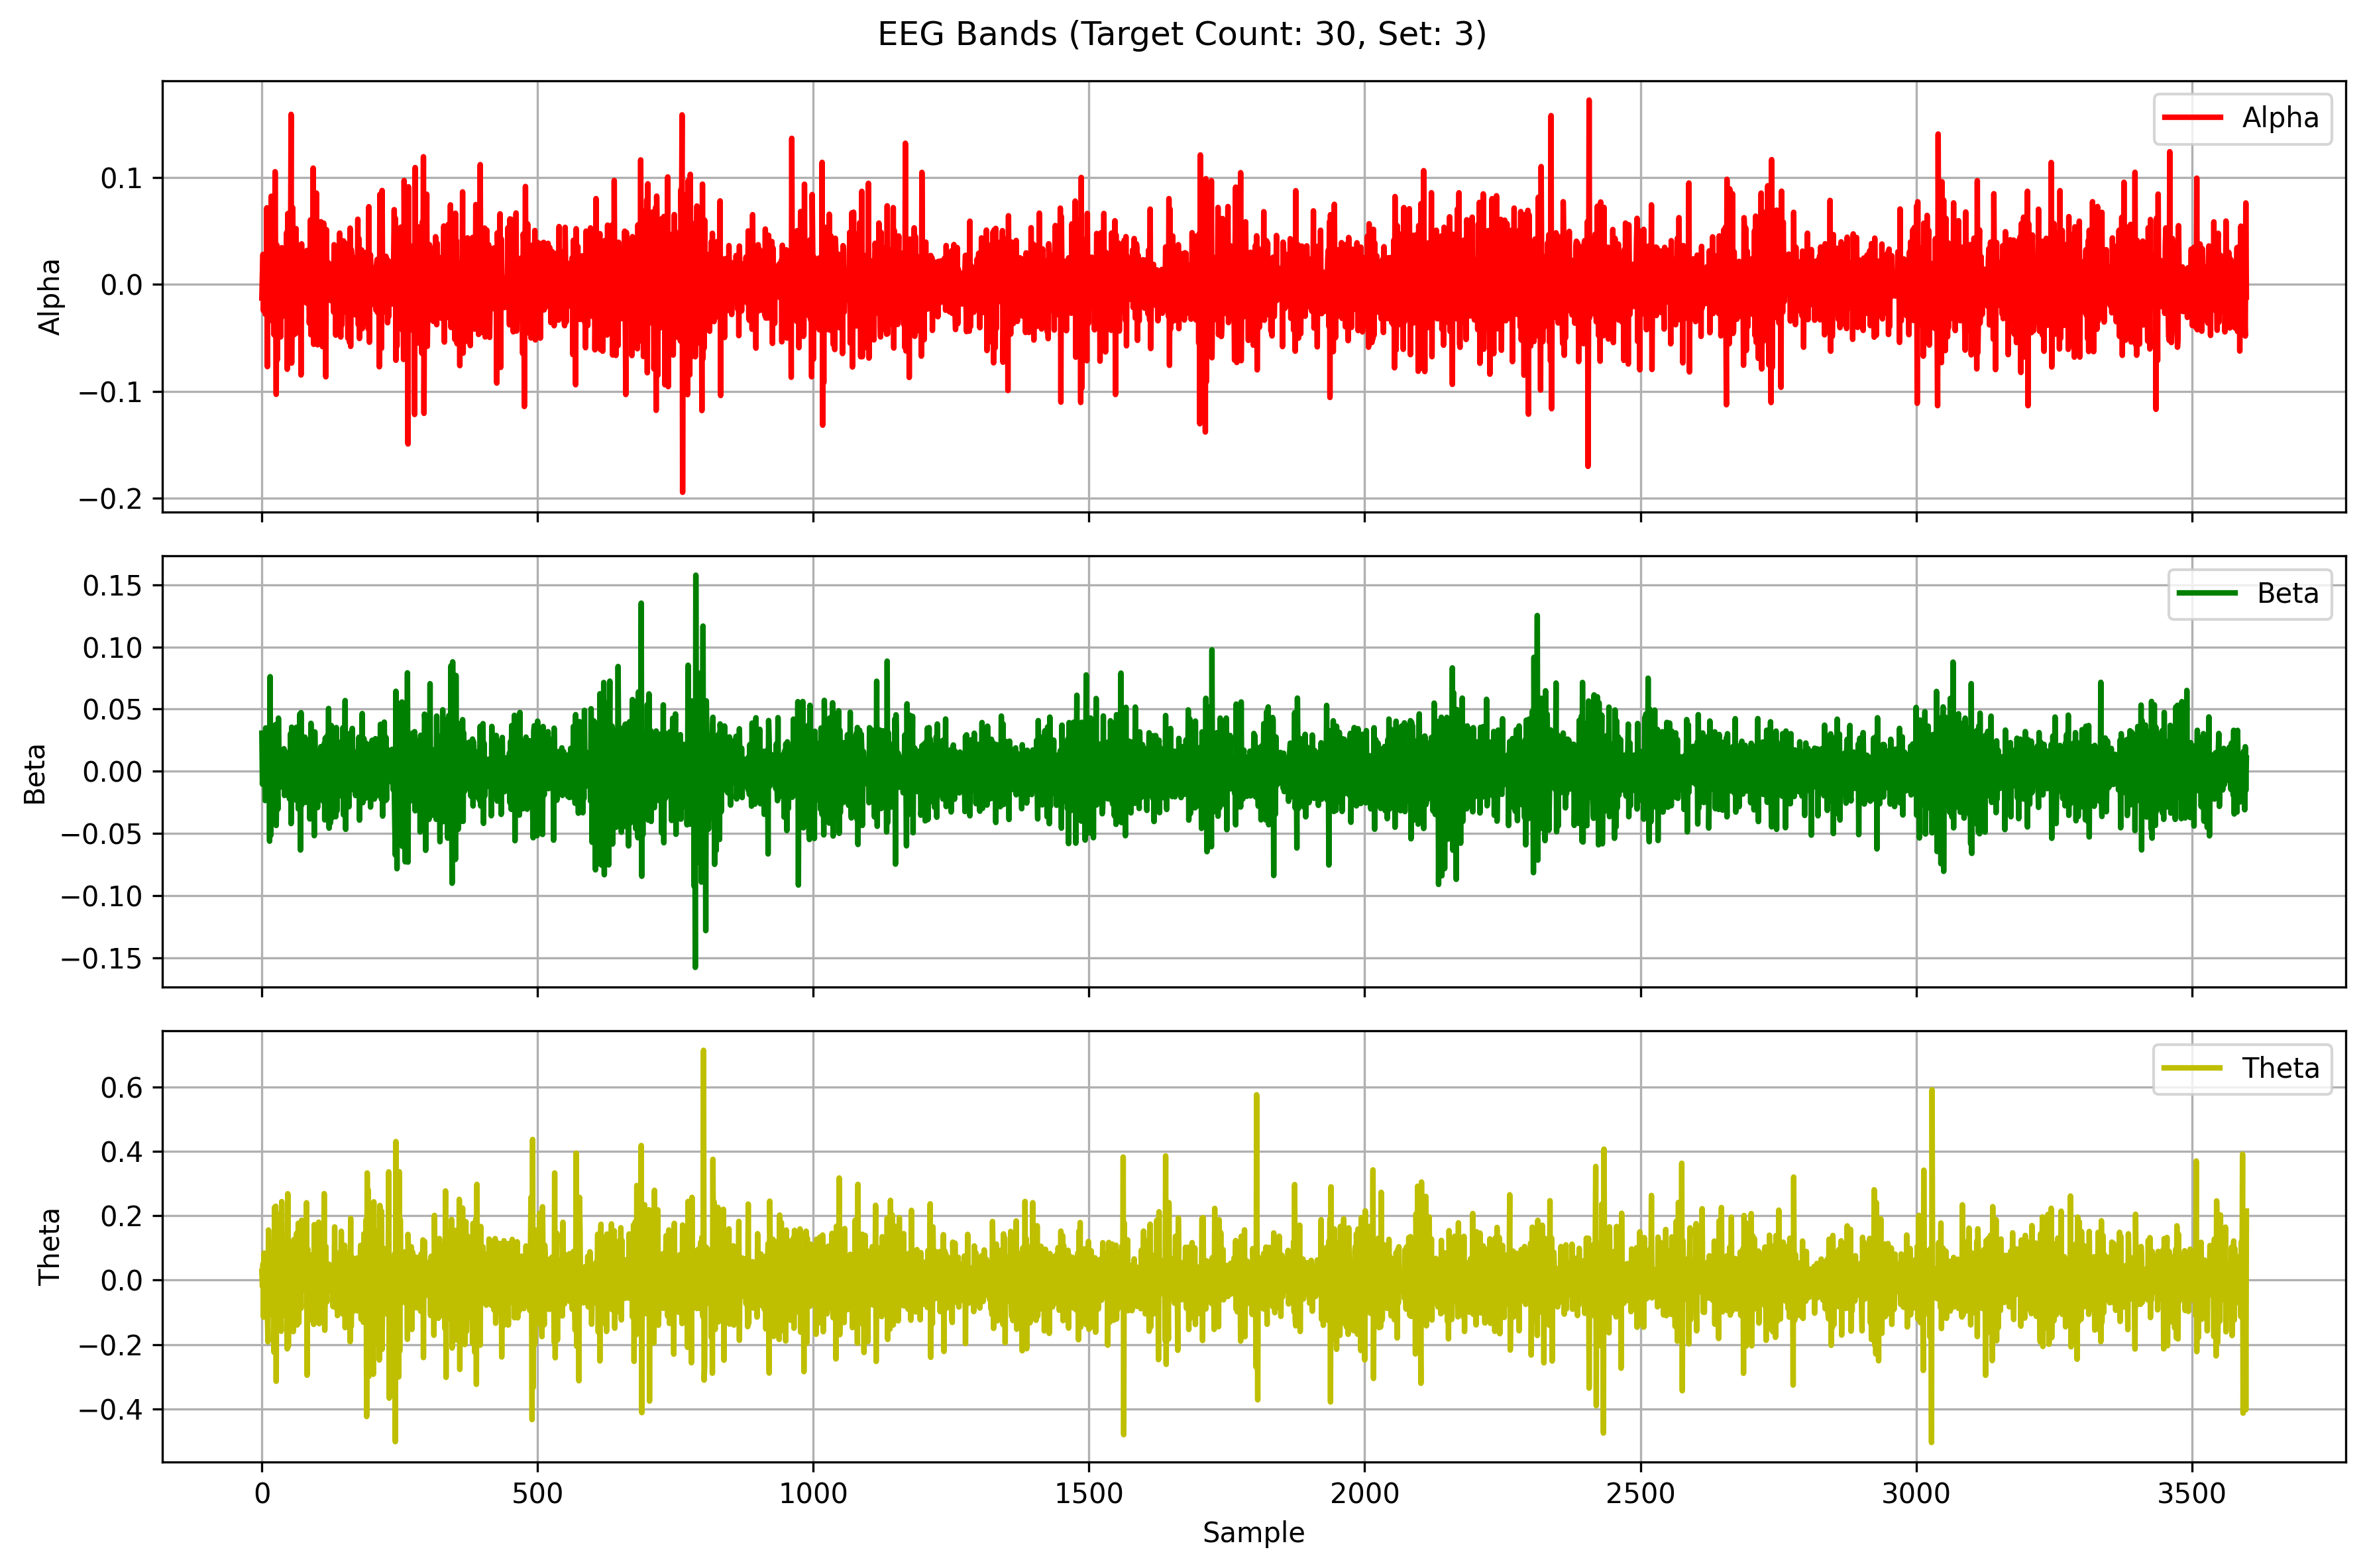 EEG Bands (Target Count: 30, Set: 3)
Alpha
0.1
0.0
−0.1
−0.2
Alpha
Beta
0.15
0.10
0.05
0.00
−0.05
−0.10
−0.15
Beta
Theta
0.6
0.4
0.2
0.0
−0.2
−0.4
Theta
0 500 1000 1500 2000 2500 3000 3500
Sample